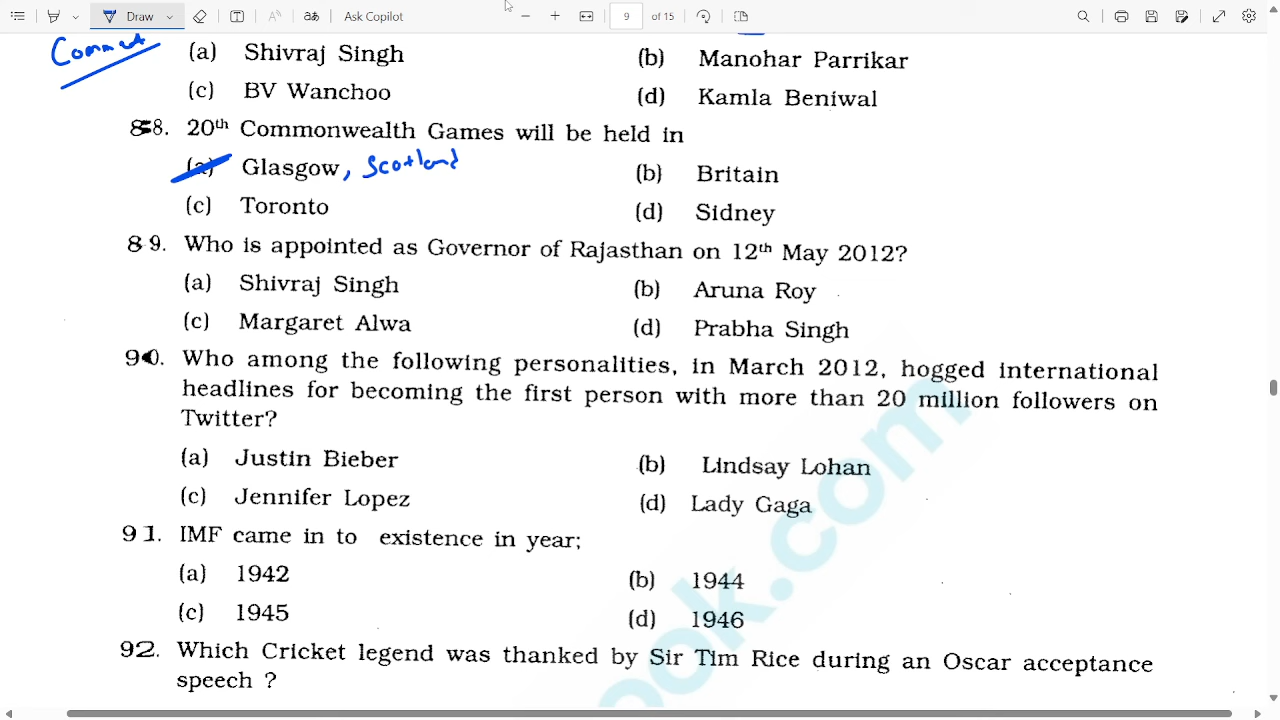 Draw
Ask Copilot
9 of 15
Comment
(a) Shivraj Singh (b) Manohar Parrikar
(c) BV Wanchoo (d) Kamla Beniwal
88. 20th Commonwealth Games will be held in
(a) Glasgow, Scotland (b) Britain
(c) Toronto (d) Sidney
89. Who is appointed as Governor of Rajasthan on 12th May 2012?
(a) Shivraj Singh (b) Aruna Roy
(c) Margaret Alwa (d) Prabha Singh
90. Who among the following personalities, in March 2012, hogged international
headlines for becoming the first person with more than 20 million followers on
Twitter?
(a) Justin Bieber (b) Lindsay Lohan
(c) Jennifer Lopez (d) Lady Gaga
91. IMF came in to existence in year;
(a) 1942 (b) 1944
(c) 1945 (d) 1946
92. Which Cricket legend was thanked by Sir Tim Rice during an Oscar acceptance
speech ?
ook.com